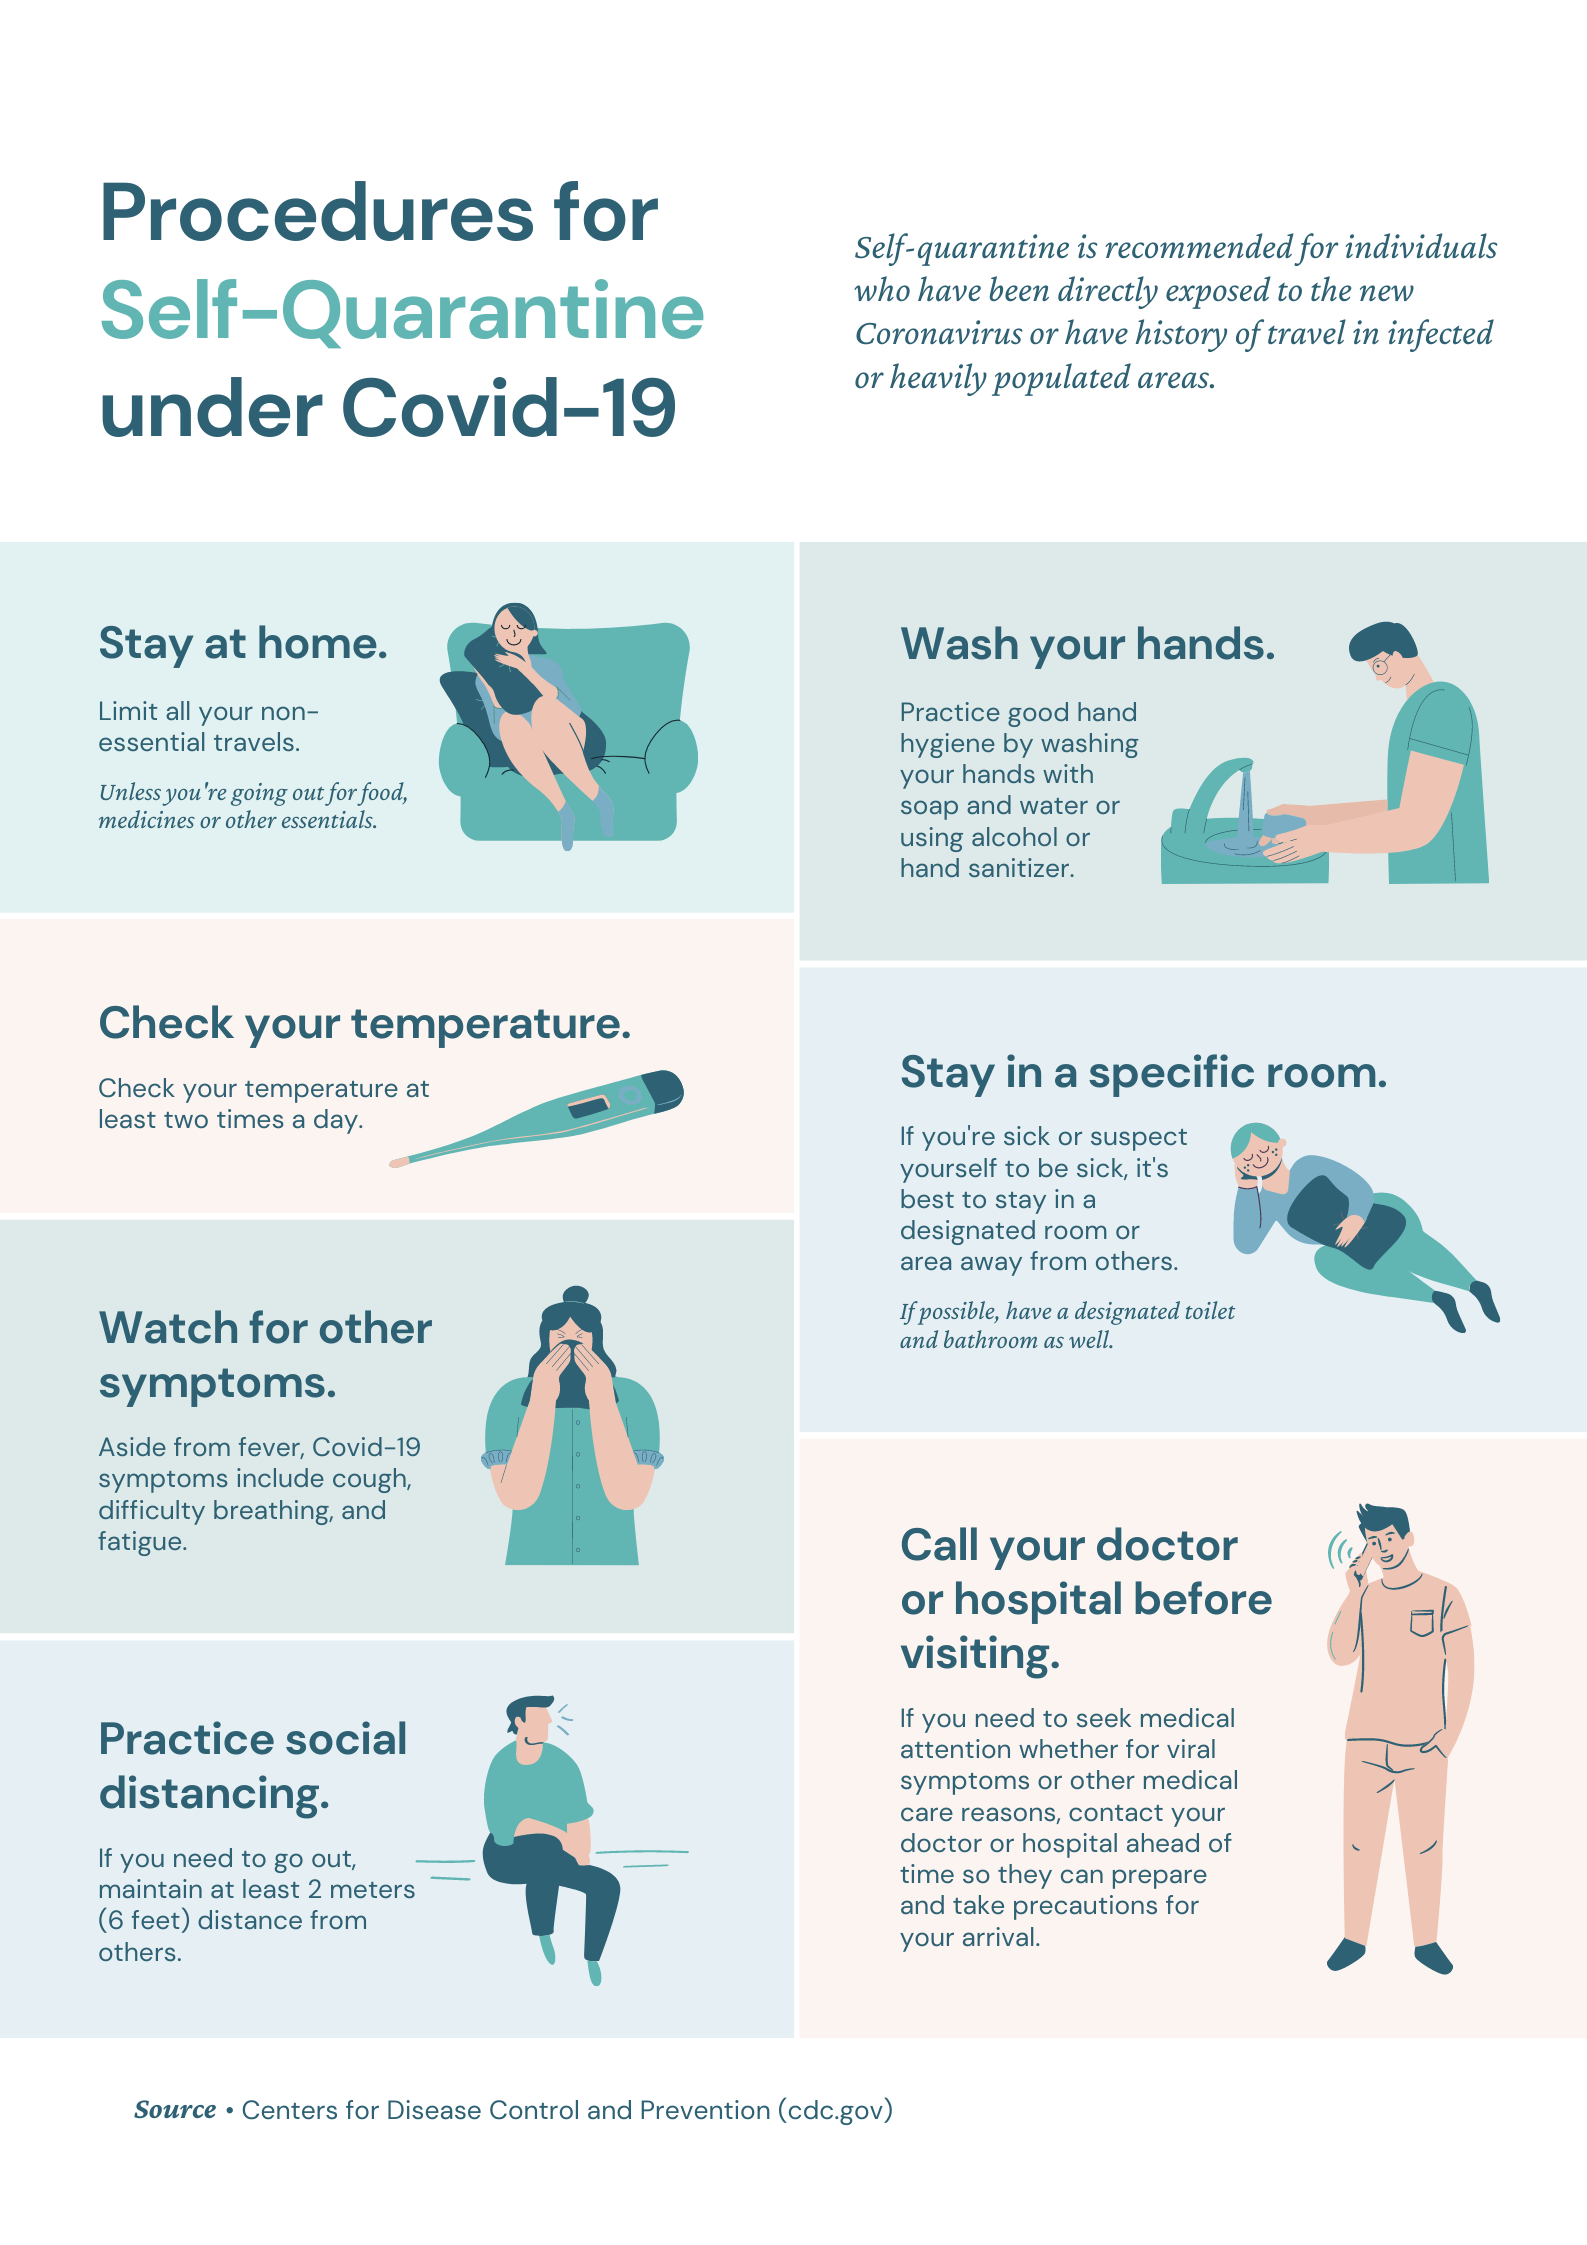 Procedures for
Self-Quarantine
under Covid-19
Self-quarantine is recommended for individuals
who have been directly exposed to the new
Coronavirus or have history of travel in infected
or heavily populated areas.
Stay at home.
Limit all your non-
essential travels.
Unless you're going out for food,
medicines or other essentials.
Check your temperature.
Check your temperature at
least two times a day.
Watch for other
symptoms.
Aside from fever, Covid-19
symptoms include cough,
difficulty breathing, and
fatigue.
Practice social
distancing.
If you need to go out,
maintain at least 2 meters
(6 feet) distance from
others.
Wash your hands.
Practice good hand
hygiene by washing
your hands with
soap and water or
using alcohol or
hand sanitizer.
Stay in a specific room.
If you're sick or suspect
yourself to be sick, it's
best to stay in a
designated room or
area away from others.
If possible, have a designated toilet
and bathroom as well.
Call your doctor
or hospital before
visiting.
If you need to seek medical
attention whether for viral
symptoms or other medical
care reasons, contact your
doctor or hospital ahead of
time so they can prepare
and take precautions for
your arrival.
Source • Centers for Disease Control and Prevention (cdc.gov)